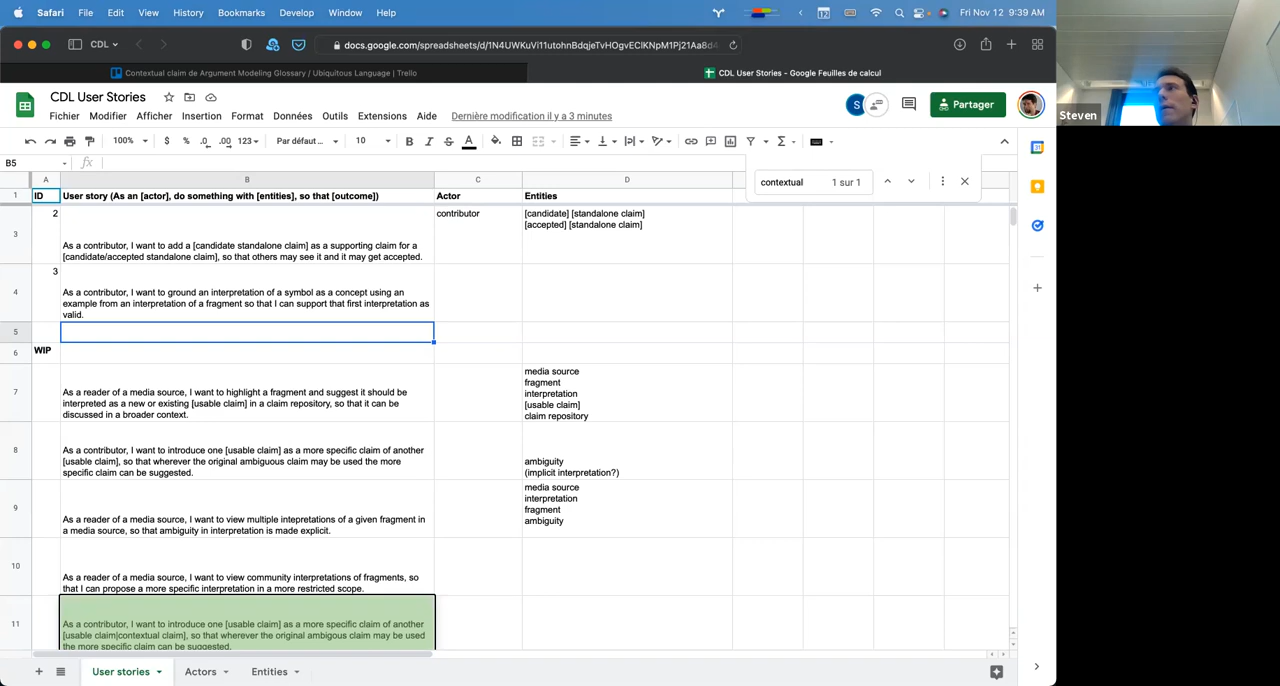 Safari File Edit View History Bookmarks Develop Window Help
Fri Nov 12 9:39 AM
CDL
docs.google.com/spreadsheets/d/1N4UWKuVi11utohnBdqjeTvHOgvEClKNpM1Pj21Aa8d4
Contextual claim de Argument Modeling Glossary / Ubiquitous Language | Trello
CDL User Stories - Google Feuilles de calcul
CDL User Stories
Partager
S
Fichier Modifier Affichage Insertion Format Données Outils Extensions Aide
Dernière modification il y a 3 minutes
100% $ % .0 .00 123 Par défaut ... 10 B I S A
B5
fx
contextual 1 sur 1
A B C D
1 ID User story (As an [actor], do something with [entities], so that [outcome]) Actor Entities
3
2
As a contributor, I want to add a [candidate standalone claim] as a supporting claim for a
[candidate/accepted standalone claim], so that others may see it and it may get accepted.
contributor
[candidate] [standalone claim]
[accepted] [standalone claim]
4
3
As a contributor, I want to ground an interpretation of a symbol as a concept using an
example from an interpretation of a fragment so that I can support that first interpretation as
valid.
5
6 WIP
7
As a reader of a media source, I want to highlight a fragment and suggest it should be
interpreted as a new or existing [usable claim] in a claim repository, so that it can be
discussed in a broader context.
media source
fragment
interpretation
[usable claim]
claim repository
8
As a contributor, I want to introduce one [usable claim] as a more specific claim of another
[usable claim], so that wherever the original ambiguous claim may be used the more
specific claim can be suggested.
ambiguity
(implicit interpretation?)
9
As a reader of a media source, I want to view multiple intepretations of a given fragment in
a media source, so that ambiguity in interpretation is made explicit.
media source
interpretation
fragment
ambiguity
10
As a reader of a media source, I want to view community interpretations of fragments, so
that I can propose a more specific interpretation in a more restricted scope.
11
As a contributor, I want to introduce one [usable claim] as a more specific claim of another
[usable claim|contextual claim], so that wherever the original ambigous claim may be used
the more specific claim can be suggested.
User stories Actors Entities
Steven